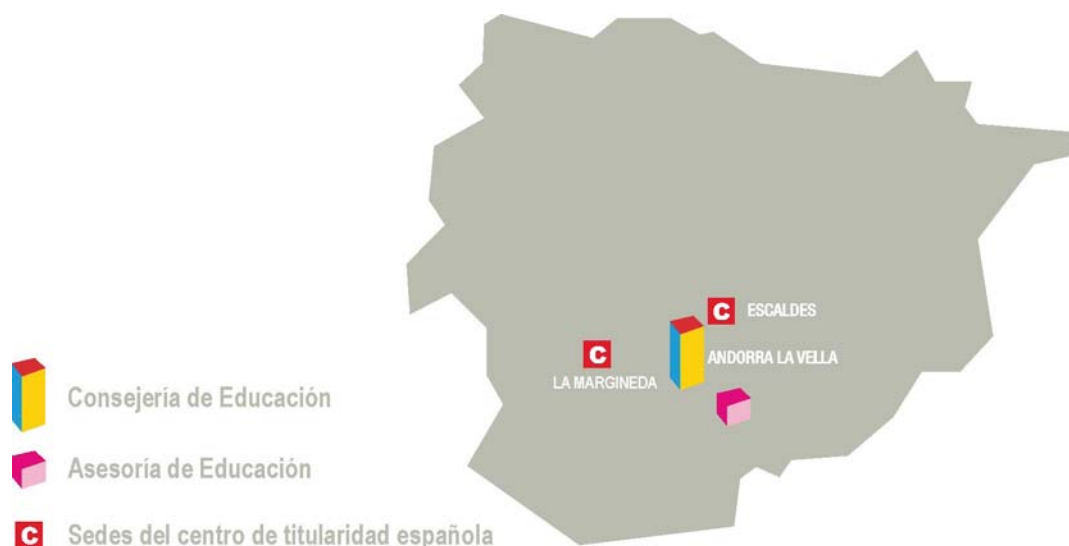 C ESCALDES
C
ANDORRA LA VELLA
LA MARGINEDA
Consejería de Educación
Asesoría de Educación
C Sedes del centro de titularidad española